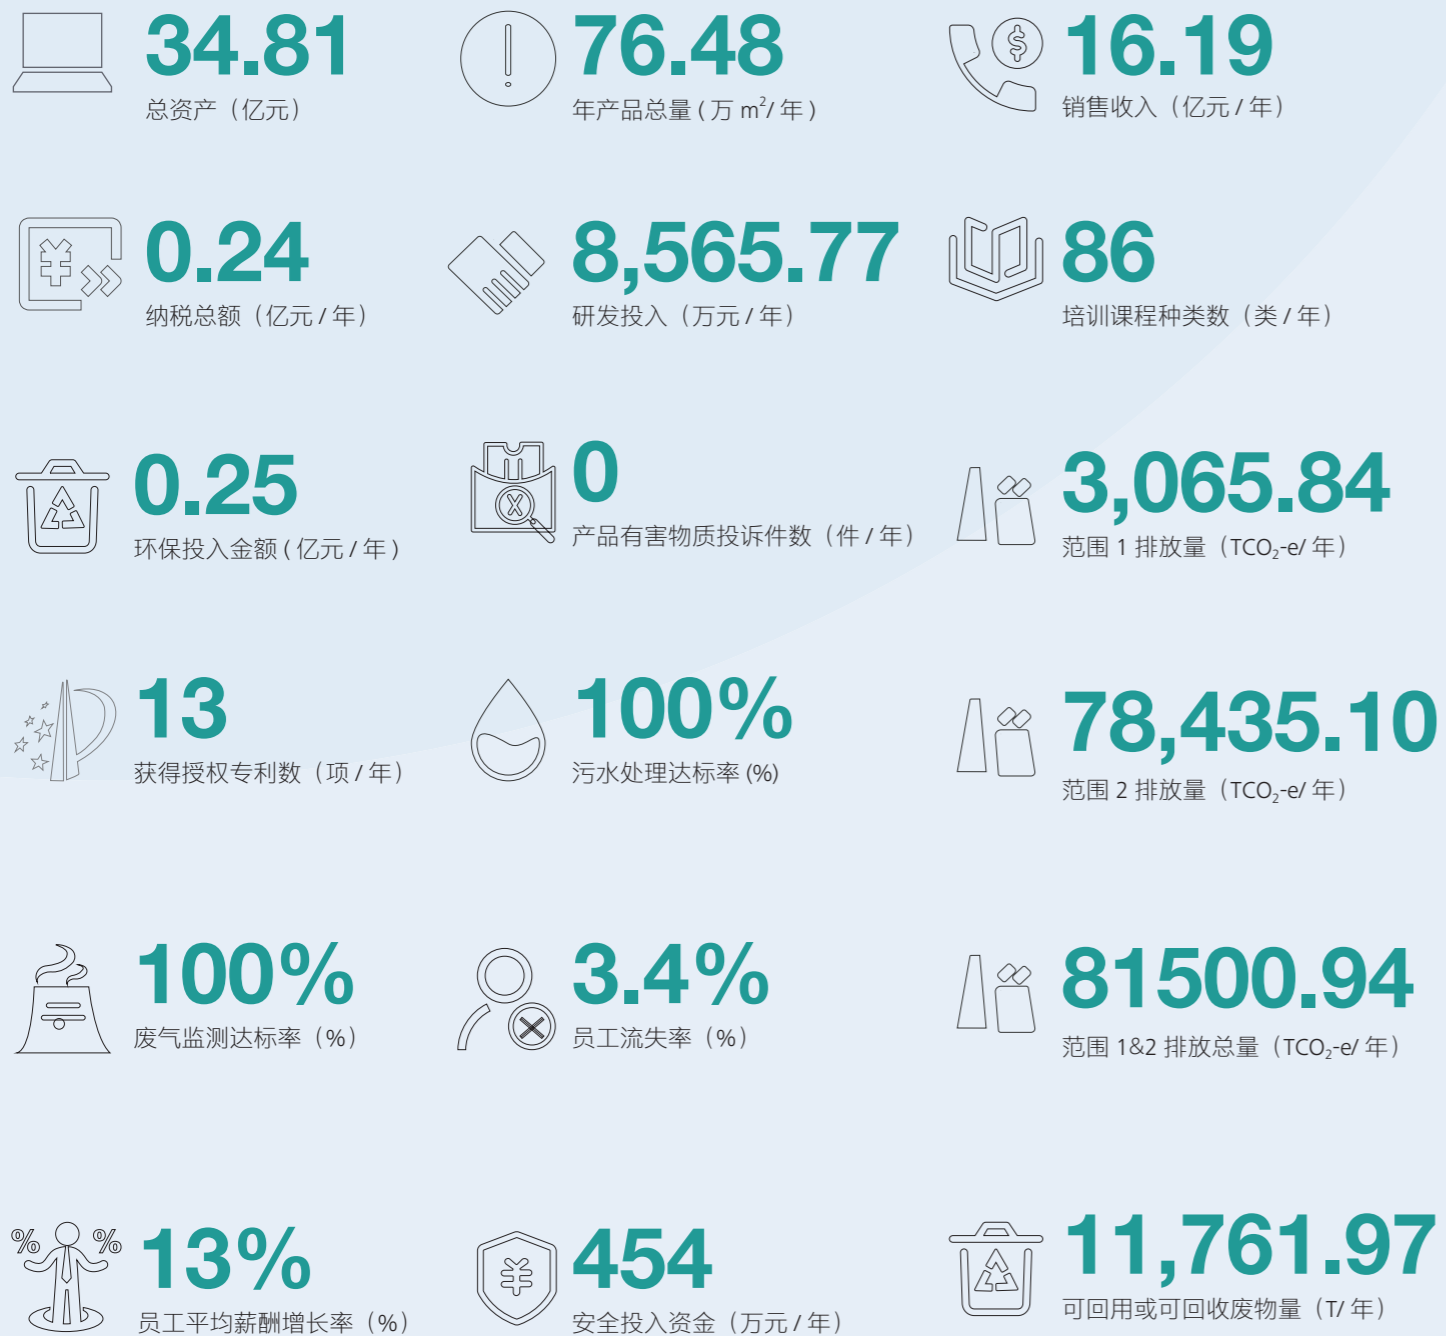 34.81
总资产（亿元）
76.48
年产品总量 ( 万 m²/ 年 )
16.19
销售收入（亿元 / 年）
0.24
纳税总额（亿元 / 年）
8,565.77
研发投入（万元 / 年）
86
培训课程种类数（类 / 年）
0.25
环保投入金额 ( 亿元 / 年 )
0
产品有害物质投诉件数（件 / 年）
3,065.84
范围 1 排放量（TCO₂-e/ 年）
13
获得授权专利数（项 / 年）
100%
污水处理达标率 (%)
78,435.10
范围 2 排放量（TCO₂-e/ 年）
100%
废气监测达标率（%）
3.4%
员工流失率（%）
81500.94
范围 1&2 排放总量（TCO₂-e/ 年）
13%
员工平均薪酬增长率（%）
454
安全投入资金（万元 / 年）
11,761.97
可回用或可回收废物量（T/ 年）